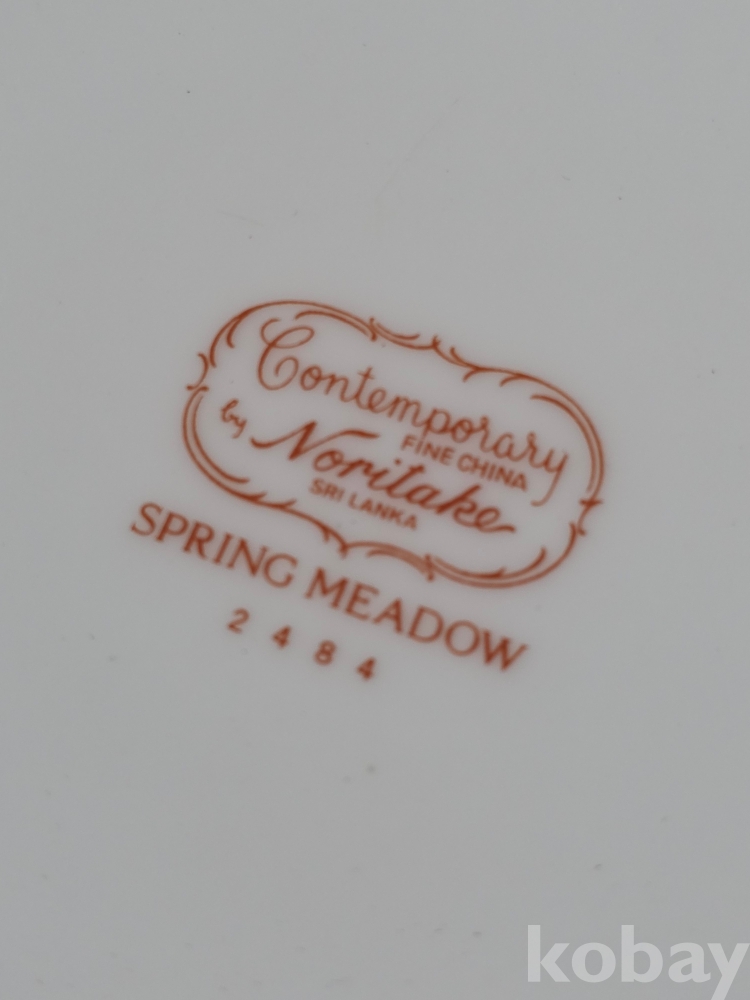 Contemporary
FINE CHINA
by Noritake
SRI LANKA
SPRING MEADOW
2484
kobay